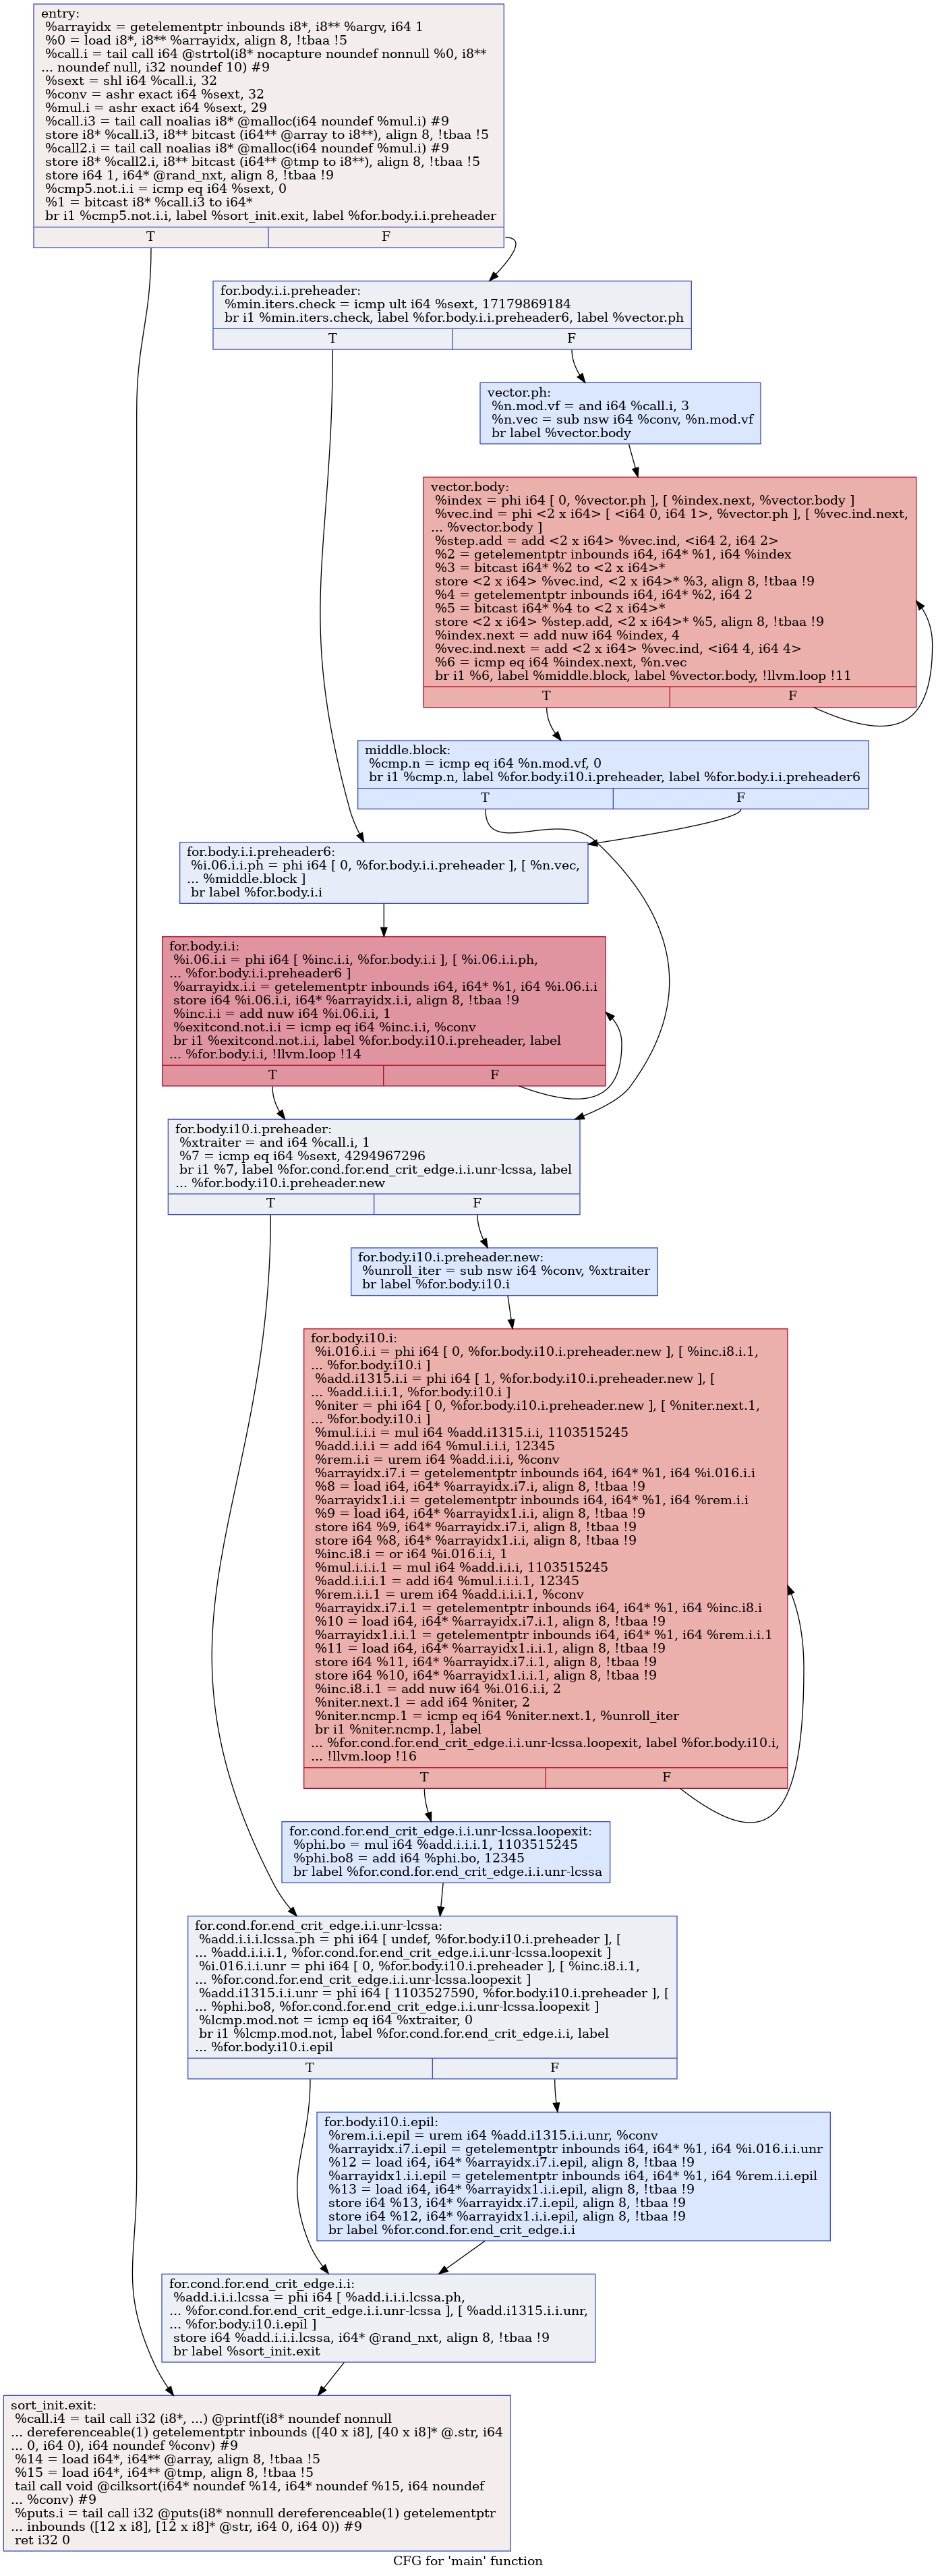 entry:
%arrayidx = getelementptr inbounds i8*, i8** %argv, i64 1
%0 = load i8*, i8** %arrayidx, align 8, !tbaa !5
%call.i = tail call i64 @strtol(i8* nocapture noundef nonnull %0, i8**
... noundef null, i32 noundef 10) #9
%sext = shl i64 %call.i, 32
%conv = ashr exact i64 %sext, 32
%mul.i = ashr exact i64 %sext, 29
%call.i3 = tail call noalias i8* @malloc(i64 noundef %mul.i) #9
store i8* %call.i3, i8** bitcast (i64** @array to i8**), align 8, !tbaa !5
%call2.i = tail call noalias i8* @malloc(i64 noundef %mul.i) #9
store i8* %call2.i, i8** bitcast (i64** @tmp to i8**), align 8, !tbaa !5
store i64 1, i64* @rand_nxt, align 8, !tbaa !9
%cmp5.not.i.i = icmp eq i64 %sext, 0
%1 = bitcast i8* %call.i3 to i64*
br i1 %cmp5.not.i.i, label %sort_init.exit, label %for.body.i.i.preheader
T F
for.body.i.i.preheader:
%min.iters.check = icmp ult i64 %sext, 17179869184
br i1 %min.iters.check, label %for.body.i.i.preheader6, label %vector.ph
T F
vector.ph:
%n.mod.vf = and i64 %call.i, 3
%n.vec = sub nsw i64 %conv, %n.mod.vf
br label %vector.body
vector.body:
%index = phi i64 [ 0, %vector.ph ], [ %index.next, %vector.body ]
%vec.ind = phi <2 x i64> [ <i64 0, i64 1>, %vector.ph ], [ %vec.ind.next,
... %vector.body ]
%step.add = add <2 x i64> %vec.ind, <i64 2, i64 2>
%2 = getelementptr inbounds i64, i64* %1, i64 %index
%3 = bitcast i64* %2 to <2 x i64>*
store <2 x i64> %vec.ind, <2 x i64>* %3, align 8, !tbaa !9
%4 = getelementptr inbounds i64, i64* %2, i64 2
%5 = bitcast i64* %4 to <2 x i64>*
store <2 x i64> %step.add, <2 x i64>* %5, align 8, !tbaa !9
%index.next = add nuw i64 %index, 4
%vec.ind.next = add <2 x i64> %vec.ind, <i64 4, i64 4>
%6 = icmp eq i64 %index.next, %n.vec
br i1 %6, label %middle.block, label %vector.body, !llvm.loop !11
T F
middle.block:
%cmp.n = icmp eq i64 %n.mod.vf, 0
br i1 %cmp.n, label %for.body.i10.i.preheader, label %for.body.i.i.preheader6
T F
for.body.i.i.preheader6:
%i.06.i.i.ph = phi i64 [ 0, %for.body.i.i.preheader ], [ %n.vec,
... %middle.block ]
br label %for.body.i.i
for.body.i.i:
%i.06.i.i = phi i64 [ %inc.i.i, %for.body.i.i ], [ %i.06.i.i.ph,
... %for.body.i.i.preheader6 ]
%arrayidx.i.i = getelementptr inbounds i64, i64* %1, i64 %i.06.i.i
store i64 %i.06.i.i, i64* %arrayidx.i.i, align 8, !tbaa !9
%inc.i.i = add nuw i64 %i.06.i.i, 1
%exitcond.not.i.i = icmp eq i64 %inc.i.i, %conv
br i1 %exitcond.not.i.i, label %for.body.i10.i.preheader, label
... %for.body.i.i, !llvm.loop !14
T F
for.body.i10.i.preheader:
%xtraiter = and i64 %call.i, 1
%7 = icmp eq i64 %sext, 4294967296
br i1 %7, label %for.cond.for.end_crit_edge.i.i.unr-lcssa, label
... %for.body.i10.i.preheader.new
T F
for.body.i10.i.preheader.new:
%unroll_iter = sub nsw i64 %conv, %xtraiter
br label %for.body.i10.i
for.body.i10.i:
%i.016.i.i = phi i64 [ 0, %for.body.i10.i.preheader.new ], [ %inc.i8.i.1,
... %for.body.i10.i ]
%add.i1315.i.i = phi i64 [ 1, %for.body.i10.i.preheader.new ], [
... %add.i.i.i.1, %for.body.i10.i ]
%niter = phi i64 [ 0, %for.body.i10.i.preheader.new ], [ %niter.next.1,
... %for.body.i10.i ]
%mul.i.i.i = mul i64 %add.i1315.i.i, 1103515245
%add.i.i.i = add i64 %mul.i.i.i, 12345
%rem.i.i = urem i64 %add.i.i.i, %conv
%arrayidx.i7.i = getelementptr inbounds i64, i64* %1, i64 %i.016.i.i
%8 = load i64, i64* %arrayidx.i7.i, align 8, !tbaa !9
%arrayidx1.i.i = getelementptr inbounds i64, i64* %1, i64 %rem.i.i
%9 = load i64, i64* %arrayidx1.i.i, align 8, !tbaa !9
store i64 %9, i64* %arrayidx.i7.i, align 8, !tbaa !9
store i64 %8, i64* %arrayidx1.i.i, align 8, !tbaa !9
%inc.i8.i = or i64 %i.016.i.i, 1
%mul.i.i.i.1 = mul i64 %add.i.i.i, 1103515245
%add.i.i.i.1 = add i64 %mul.i.i.i.1, 12345
%rem.i.i.1 = urem i64 %add.i.i.i.1, %conv
%arrayidx.i7.i.1 = getelementptr inbounds i64, i64* %1, i64 %inc.i8.i
%10 = load i64, i64* %arrayidx.i7.i.1, align 8, !tbaa !9
%arrayidx1.i.i.1 = getelementptr inbounds i64, i64* %1, i64 %rem.i.i.1
%11 = load i64, i64* %arrayidx1.i.i.1, align 8, !tbaa !9
store i64 %11, i64* %arrayidx.i7.i.1, align 8, !tbaa !9
store i64 %10, i64* %arrayidx1.i.i.1, align 8, !tbaa !9
%inc.i8.i.1 = add nuw i64 %i.016.i.i, 2
%niter.next.1 = add i64 %niter, 2
%niter.ncmp.1 = icmp eq i64 %niter.next.1, %unroll_iter
br i1 %niter.ncmp.1, label
... %for.cond.for.end_crit_edge.i.i.unr-lcssa.loopexit, label %for.body.i10.i,
... !llvm.loop !16
T F
for.cond.for.end_crit_edge.i.i.unr-lcssa.loopexit:
%phi.bo = mul i64 %add.i.i.i.1, 1103515245
%phi.bo8 = add i64 %phi.bo, 12345
br label %for.cond.for.end_crit_edge.i.i.unr-lcssa
for.cond.for.end_crit_edge.i.i.unr-lcssa:
%add.i.i.i.lcssa.ph = phi i64 [ undef, %for.body.i10.i.preheader ], [
... %add.i.i.i.1, %for.cond.for.end_crit_edge.i.i.unr-lcssa.loopexit ]
%i.016.i.i.unr = phi i64 [ 0, %for.body.i10.i.preheader ], [ %inc.i8.i.1,
... %for.cond.for.end_crit_edge.i.i.unr-lcssa.loopexit ]
%add.i1315.i.i.unr = phi i64 [ 1103527590, %for.body.i10.i.preheader ], [
... %phi.bo8, %for.cond.for.end_crit_edge.i.i.unr-lcssa.loopexit ]
%lcmp.mod.not = icmp eq i64 %xtraiter, 0
br i1 %lcmp.mod.not, label %for.cond.for.end_crit_edge.i.i, label
... %for.body.i10.i.epil
T F
for.body.i10.i.epil:
%rem.i.i.epil = urem i64 %add.i1315.i.i.unr, %conv
%arrayidx.i7.i.epil = getelementptr inbounds i64, i64* %1, i64 %i.016.i.i.unr
%12 = load i64, i64* %arrayidx.i7.i.epil, align 8, !tbaa !9
%arrayidx1.i.i.epil = getelementptr inbounds i64, i64* %1, i64 %rem.i.i.epil
%13 = load i64, i64* %arrayidx1.i.i.epil, align 8, !tbaa !9
store i64 %13, i64* %arrayidx.i7.i.epil, align 8, !tbaa !9
store i64 %12, i64* %arrayidx1.i.i.epil, align 8, !tbaa !9
br label %for.cond.for.end_crit_edge.i.i
for.cond.for.end_crit_edge.i.i:
%add.i.i.i.lcssa = phi i64 [ %add.i.i.i.lcssa.ph,
... %for.cond.for.end_crit_edge.i.i.unr-lcssa ], [ %add.i1315.i.i.unr,
... %for.body.i10.i.epil ]
store i64 %add.i.i.i.lcssa, i64* @rand_nxt, align 8, !tbaa !9
br label %sort_init.exit
sort_init.exit:
%call.i4 = tail call i32 (i8*, ...) @printf(i8* noundef nonnull
... dereferenceable(1) getelementptr inbounds ([40 x i8], [40 x i8]* @.str, i64
... 0, i64 0), i64 noundef %conv) #9
%14 = load i64*, i64** @array, align 8, !tbaa !5
%15 = load i64*, i64** @tmp, align 8, !tbaa !5
tail call void @cilksort(i64* noundef %14, i64* noundef %15, i64 noundef
... %conv) #9
%puts.i = tail call i32 @puts(i8* nonnull dereferenceable(1) getelementptr
... inbounds ([12 x i8], [12 x i8]* @str, i64 0, i64 0)) #9
ret i32 0
CFG for 'main' function